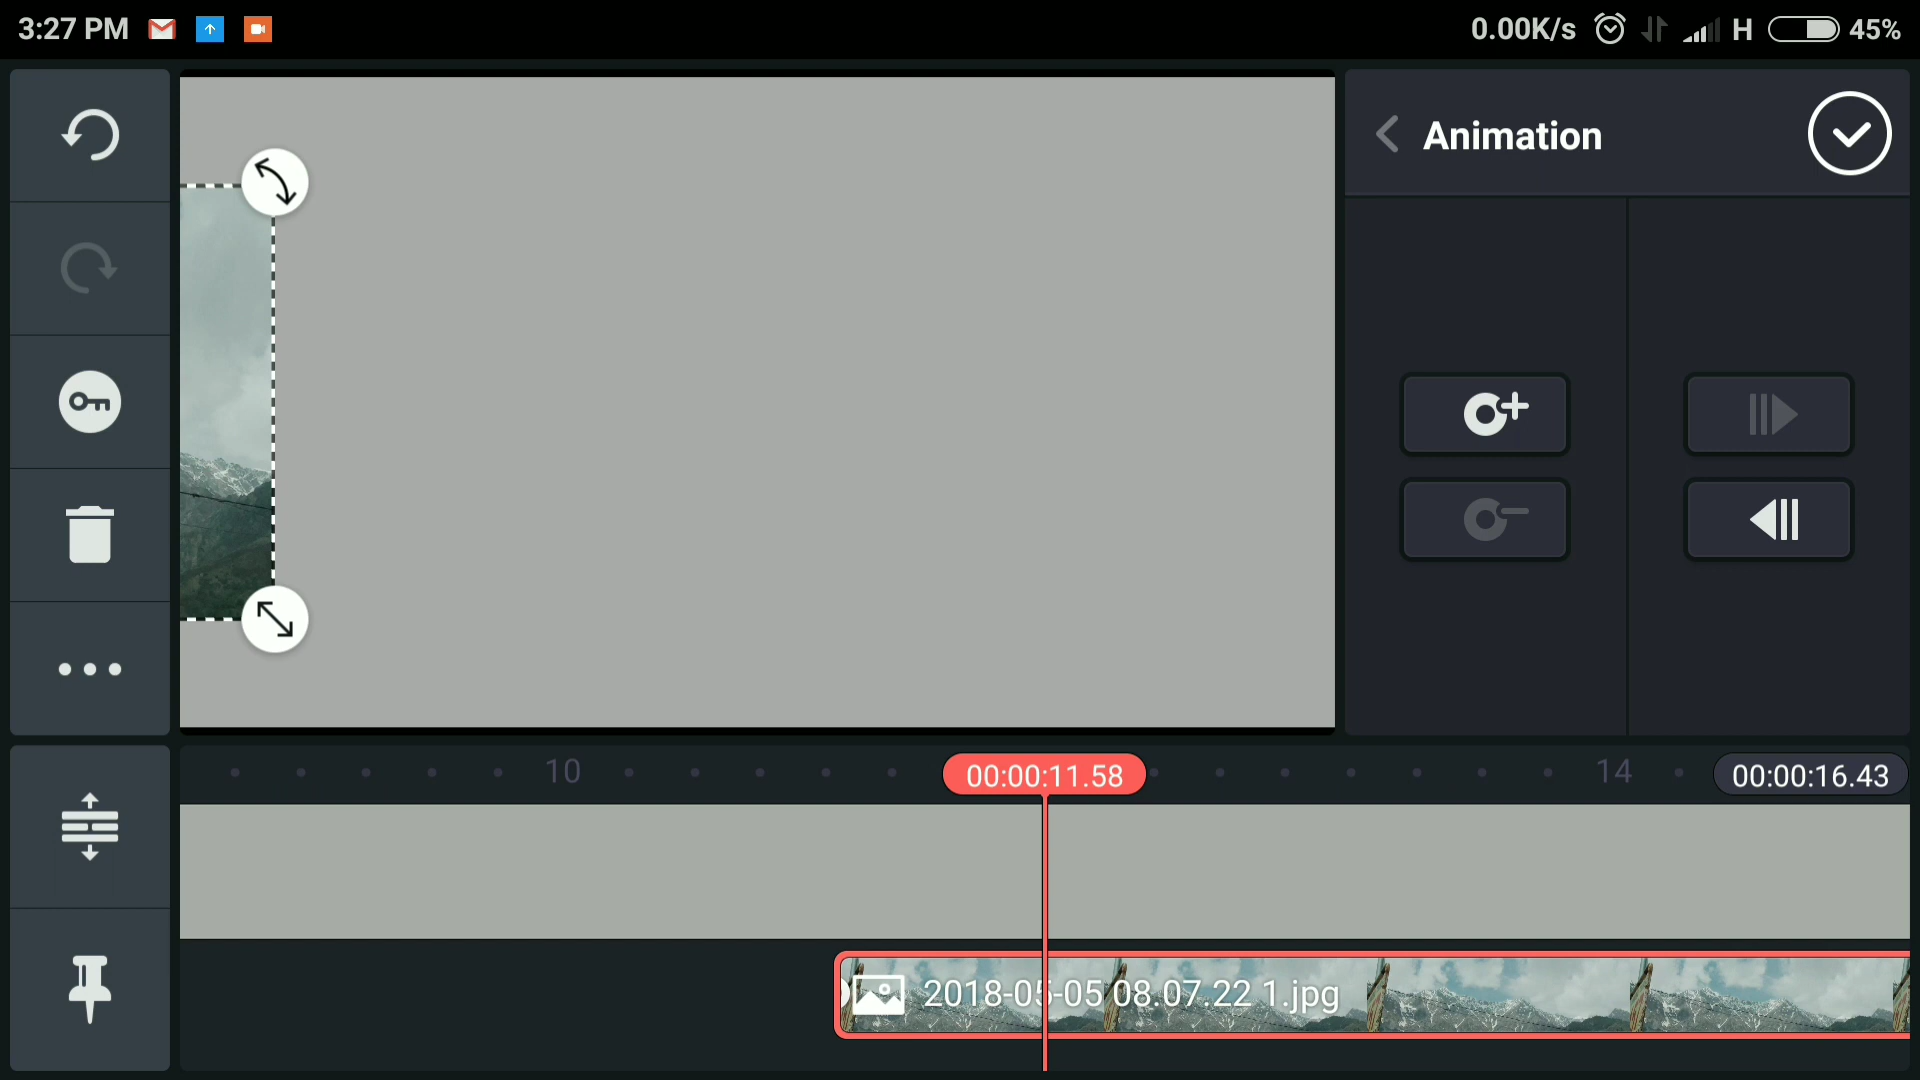 3:27 PM
0.00K/s
H
45%
Animation
10
00:00:11.58
14
00:00:16.43
2018-05-05 08.07.22 1.jpg